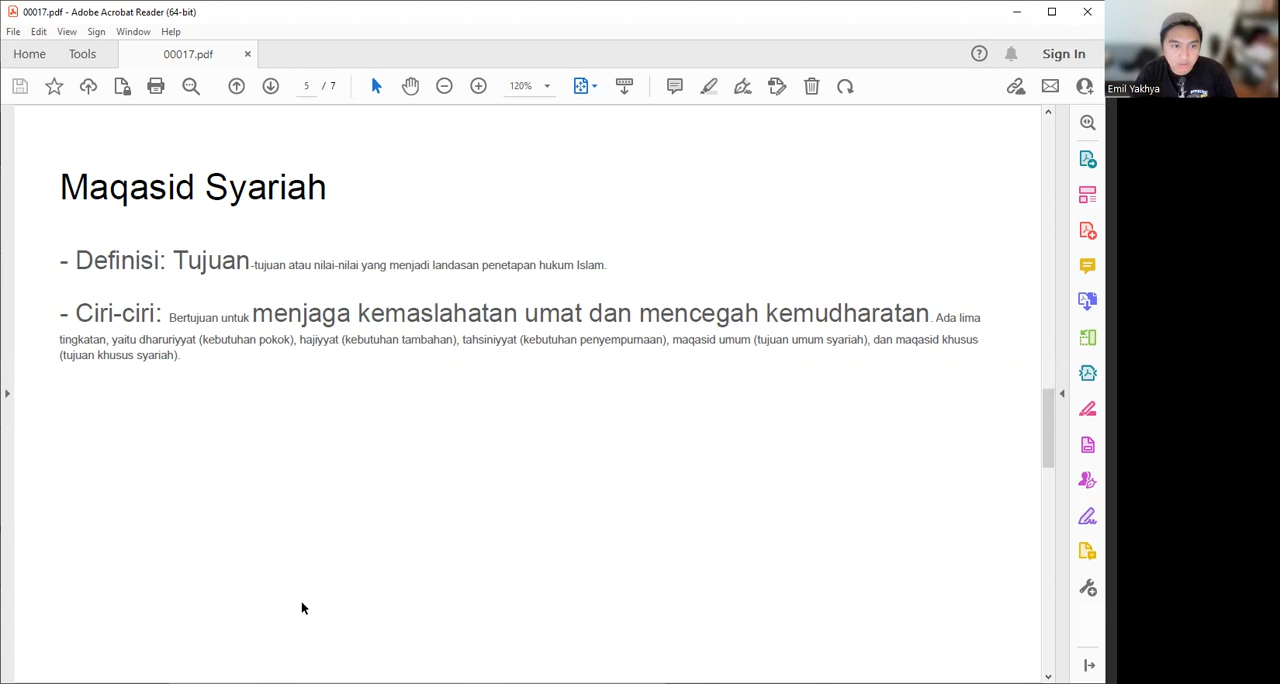 00017.pdf - Adobe Acrobat Reader (64-bit)
File Edit View Sign Window Help
Home Tools 00017.pdf × Sign In
5 / 7 120%
Emil Yakhya
Maqasid Syariah
- Definisi: Tujuan-tujuan atau nilai-nilai yang menjadi landasan penetapan hukum Islam.
- Ciri-ciri: Bertujuan untuk menjaga kemaslahatan umat dan mencegah kemudharatan. Ada lima
tingkatan, yaitu dharuriyyat (kebutuhan pokok), hajiyyat (kebutuhan tambahan), tahsiniyyat (kebutuhan penyempurnaan), maqasid umum (tujuan umum syariah), dan maqasid khusus
(tujuan khusus syariah).